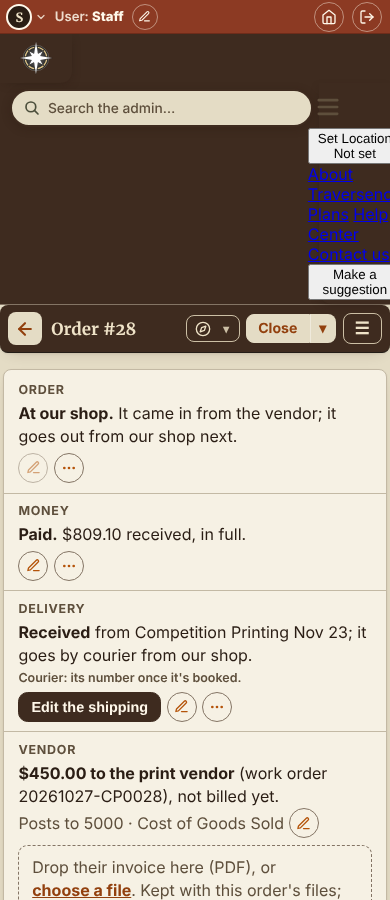 S User: Staff
Search the admin...
Set Location
Not set
About
Plans Help
Center
Contact us
Make a
suggestion
Order #28 Close
ORDER
At our shop. It came in from the vendor; it
goes out from our shop next.
MONEY
Paid. $809.10 received, in full.
DELIVERY
Received from Competition Printing Nov 23; it
goes by courier from our shop.
Courier: its number once it's booked.
Edit the shipping
VENDOR
$450.00 to the print vendor (work order
20261027-CP0028), not billed yet.
Posts to 5000 · Cost of Goods Sold
Drop their invoice here (PDF), or
choose a file. Kept with this order's files;